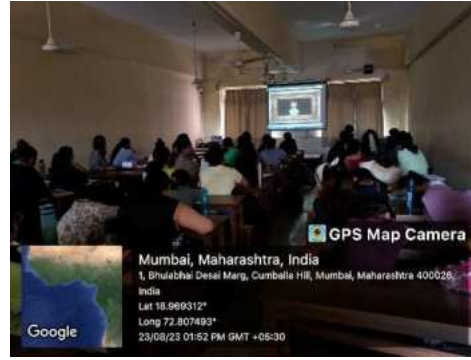 GPS Map Camera
Mumbai, Maharashtra, India
1, Bhulabhai Desai Marg, Cumballa Hill, Mumbai, Maharashtra 400026,
India
Lat 18.969312°
Long 72.807493°
23/08/23 01:52 PM GMT +05:30
Google